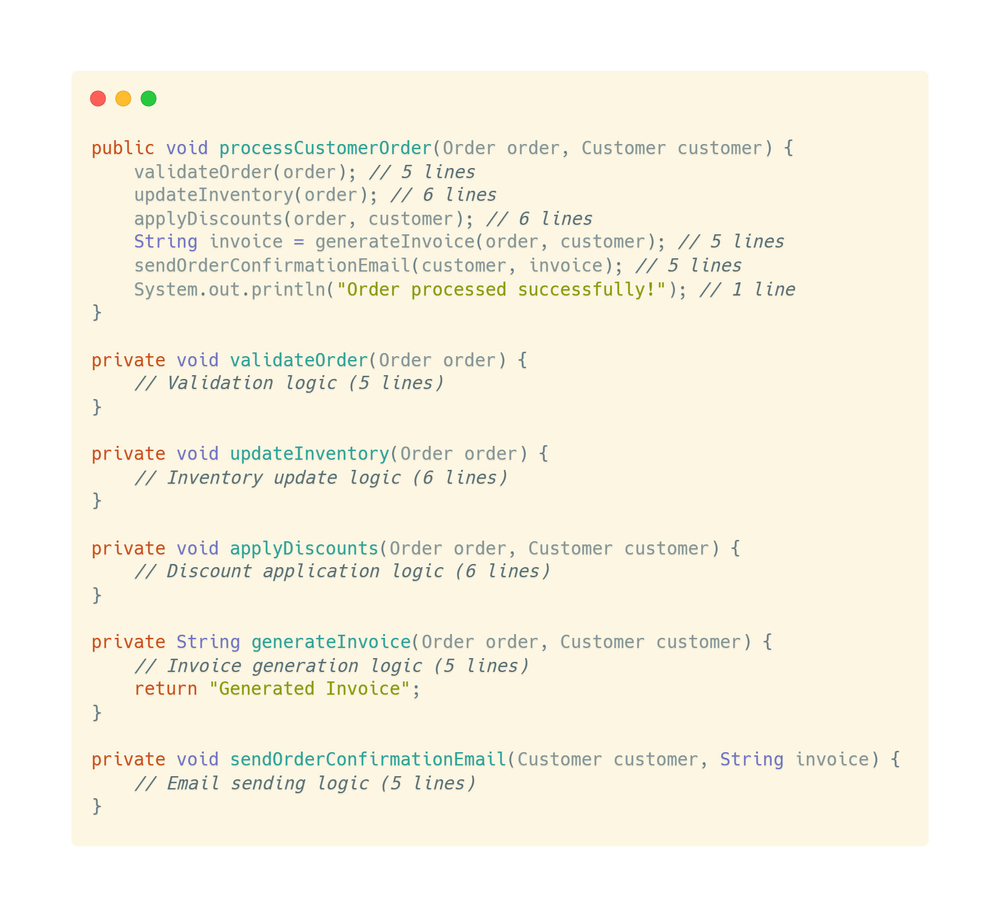 public void processCustomerOrder(Order order, Customer customer) {
    validateOrder(order); // 5 lines
    updateInventory(order); // 6 lines
    applyDiscounts(order, customer); // 6 lines
    String invoice = generateInvoice(order, customer); // 5 lines
    sendOrderConfirmationEmail(customer, invoice); // 5 lines
    System.out.println("Order processed successfully!"); // 1 line
}

private void validateOrder(Order order) {
    // Validation logic (5 lines)
}

private void updateInventory(Order order) {
    // Inventory update logic (6 lines)
}

private void applyDiscounts(Order order, Customer customer) {
    // Discount application logic (6 lines)
}

private String generateInvoice(Order order, Customer customer) {
    // Invoice generation logic (5 lines)
    return "Generated Invoice";
}

private void sendOrderConfirmationEmail(Customer customer, String invoice) {
    // Email sending logic (5 lines)
}